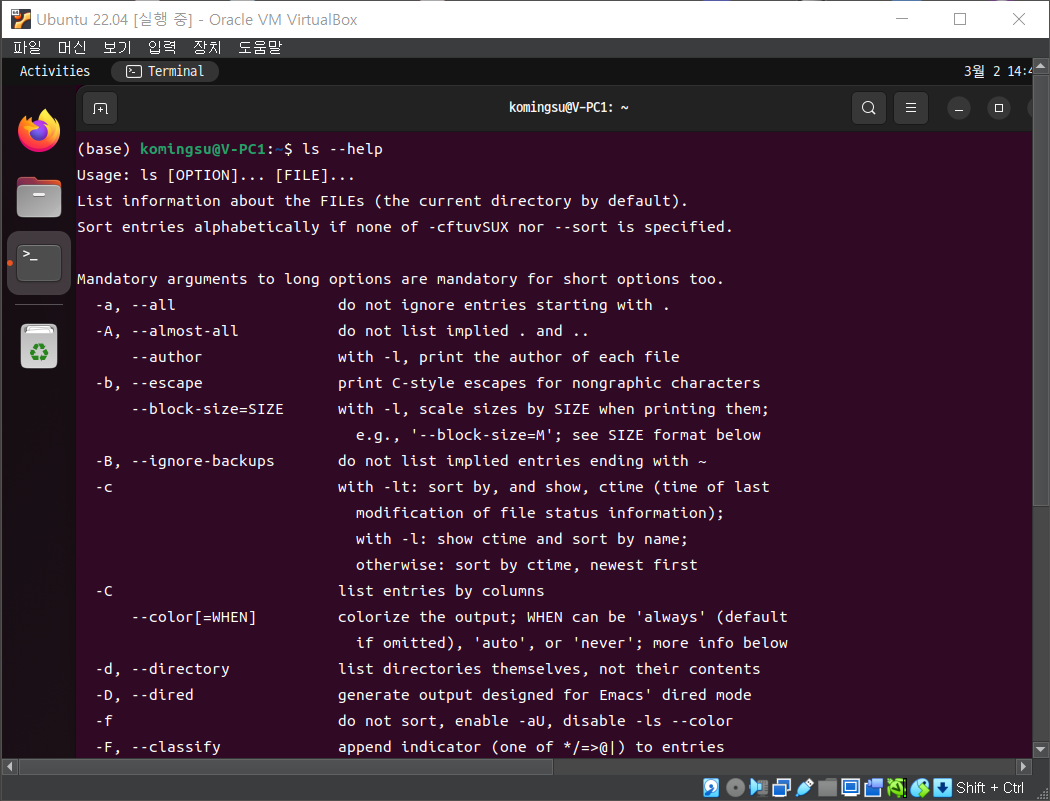 Ubuntu 22.04 [실행 중] - Oracle VM VirtualBox
파일 머신 보기 입력 장치 도움말
Activities Terminal 3월 2 14:4
komingsu@V-PC1: ~
(base) komingsu@V-PC1:~$ ls --help
Usage: ls [OPTION]... [FILE]...
List information about the FILEs (the current directory by default).
Sort entries alphabetically if none of -cftuvSUX nor --sort is specified.
Mandatory arguments to long options are mandatory for short options too.
-a, --all do not ignore entries starting with .
-A, --almost-all do not list implied . and ..
--author with -l, print the author of each file
-b, --escape print C-style escapes for nongraphic characters
--block-size=SIZE with -l, scale sizes by SIZE when printing them;
e.g., '--block-size=M'; see SIZE format below
-B, --ignore-backups do not list implied entries ending with ~
-c with -lt: sort by, and show, ctime (time of last
modification of file status information);
with -l: show ctime and sort by name;
otherwise: sort by ctime, newest first
-C list entries by columns
--color[=WHEN] colorize the output; WHEN can be 'always' (default
if omitted), 'auto', or 'never'; more info below
-d, --directory list directories themselves, not their contents
-D, --dired generate output designed for Emacs' dired mode
-f do not sort, enable -aU, disable -ls --color
-F, --classify append indicator (one of */=>@|) to entries
Shift + Ctrl